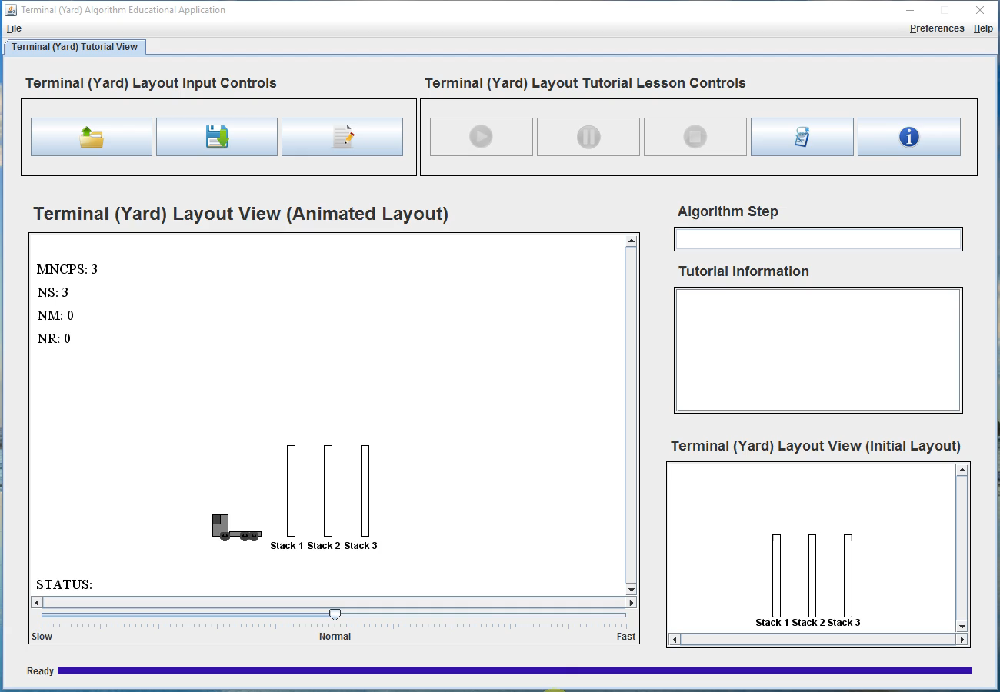 Terminal (Yard) Algorithm Educational Application
File
Preferences
Help
Terminal (Yard) Tutorial View
Terminal (Yard) Layout Input Controls
Terminal (Yard) Layout Tutorial Lesson Controls
Terminal (Yard) Layout View (Animated Layout)
MNCPS: 3
NS: 3
NM: 0
NR: 0
Stack 1 Stack 2 Stack 3
STATUS:
Slow
Normal
Fast
Algorithm Step
Tutorial Information
Terminal (Yard) Layout View (Initial Layout)
Stack 1 Stack 2 Stack 3
Ready